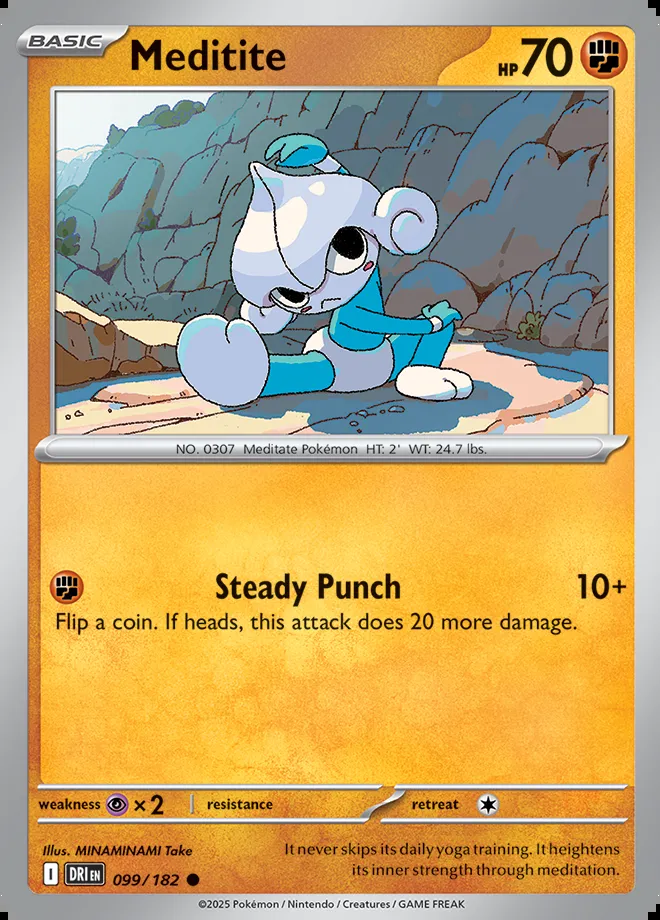 BASIC
Meditite
HP 70
NO. 0307 Meditate Pokémon HT: 2' WT: 24.7 lbs.
Steady Punch 10+
Flip a coin. If heads, this attack does 20 more damage.
weakness ×2 resistance retreat
Illus. MINAMINAMI Take
It never skips its daily yoga training. It heightens
its inner strength through meditation.
I DRI EN 099/182
©2025 Pokémon / Nintendo / Creatures / GAME FREAK